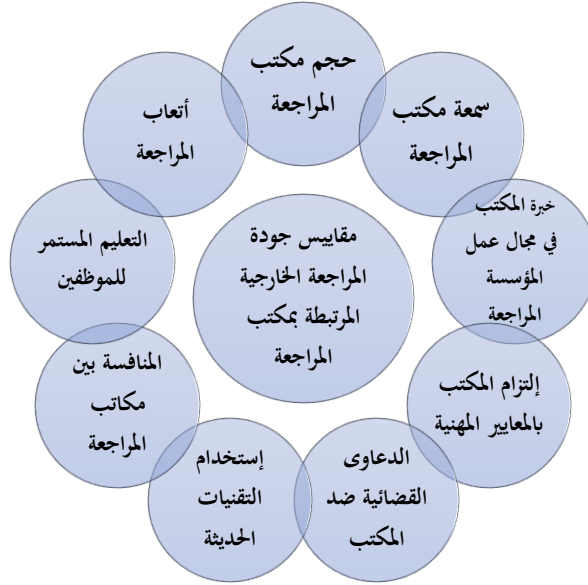 حجم مكتب
المراجعة
سمعة مكتب
المراجعة
خبرة المكتب
في مجال عمل
المؤسسة
المراجعة
إلتزام المكتب
بالمعايير المهنية
الدعاوى
القضائية ضد
المكتب
إستخدام
التقنيات
الحديثة
المنافسة بين
مكاتب
المراجعة
التعليم المستمر
للموظفين
أتعاب
المراجعة
مقاييس جودة
المراجعة الخارجية
المرتبطة بمكتب
المراجعة